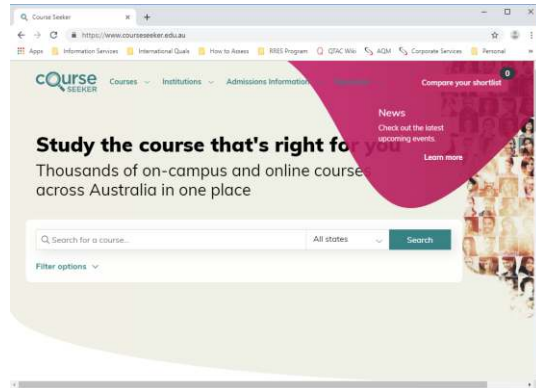 Course Seeker
https://www.courseseeker.edu.au
Apps Information Services International Quals How to Assess RRES Program QTAC Wiki AQM Corporate Services Personal
COURSE
SEEKER
Courses Institutions Admissions Information
Compare your shortlist 0
News
Check out the latest
upcoming events.
Learn more
Study the course that's right for you
Thousands of on-campus and online courses
across Australia in one place
Search for a course... All states Search
Filter options